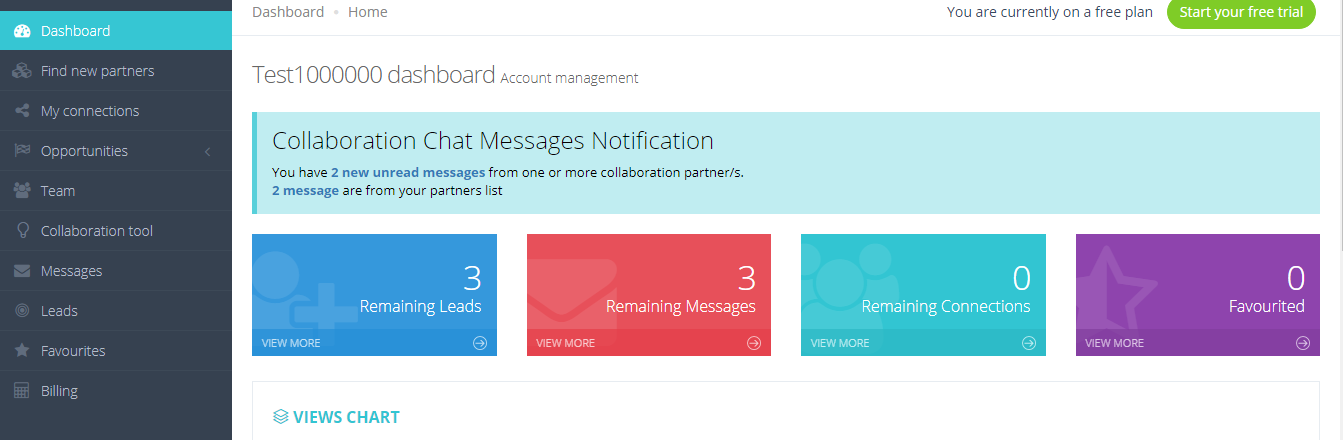 Dashboard
Find new partners
My connections
Opportunities
Team
Collaboration tool
Messages
Leads
Favourites
Billing
Dashboard • Home
You are currently on a free plan
Start your free trial
Test1000000 dashboard Account management
Collaboration Chat Messages Notification
You have 2 new unread messages from one or more collaboration partner/s.
2 message are from your partners list
3
Remaining Leads
VIEW MORE
3
Remaining Messages
VIEW MORE
0
Remaining Connections
VIEW MORE
0
Favourited
VIEW MORE
VIEWS CHART